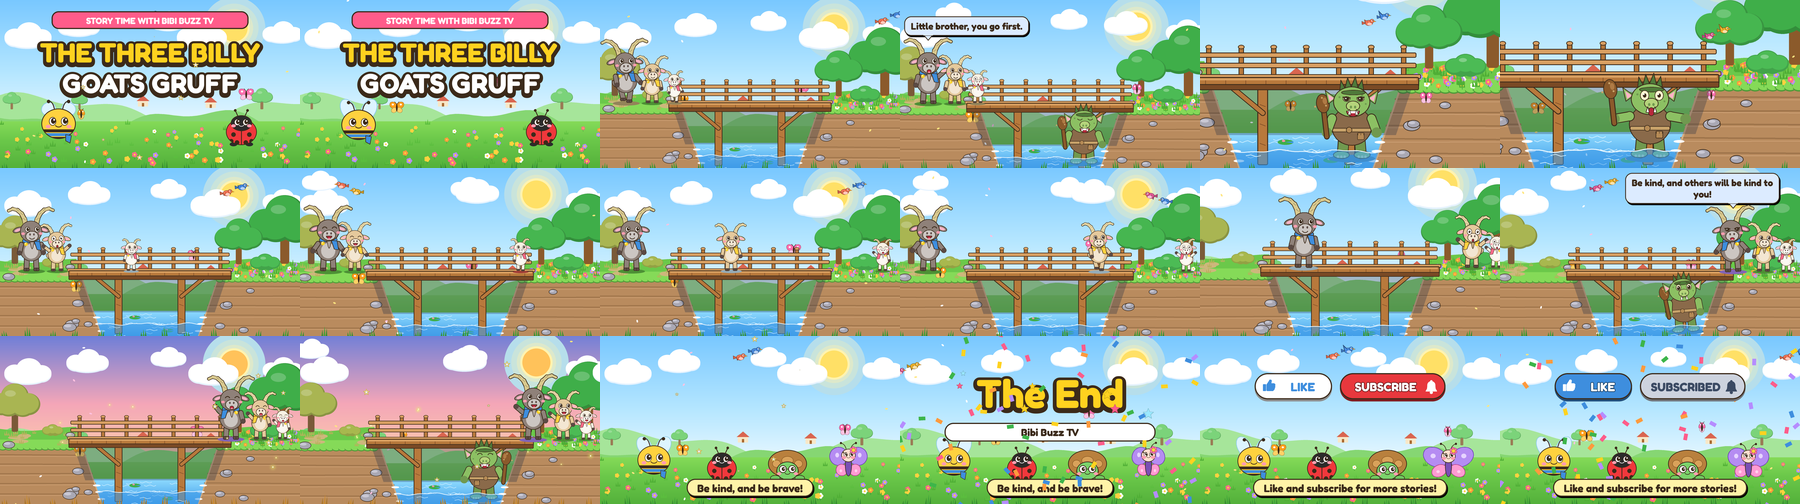 STORY TIME WITH BIBI BUZZ TV
THE THREE BILLY
GOATS GRUFF
STORY TIME WITH BIBI BUZZ TV
THE THREE BILLY
GOATS GRUFF
Little brother, you go first.
Be kind, and others will be kind to
you!
Be kind, and be brave!
The End
Bibi Buzz TV
Be kind, and be brave!
LIKE
SUBSCRIBE
Like and subscribe for more stories!
LIKE
SUBSCRIBED
Like and subscribe for more stories!